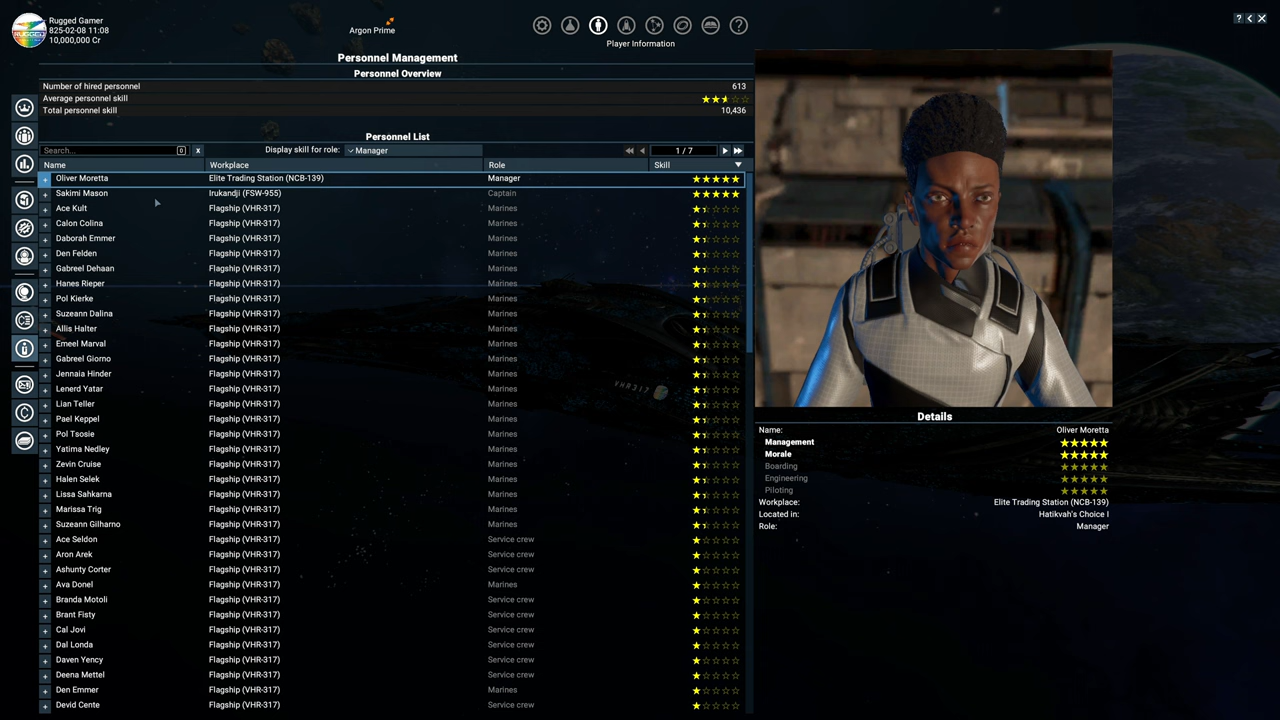 Rugged Gamer
825-02-08 11:08
10,000,000 Cr
RUGGED
Argon Prime
Player Information
?
Personnel Management
Personnel Overview
Number of hired personnel 613
Average personnel skill
Total personnel skill 10,436
Personnel List
Search... 0 x Display skill for role: Manager 1 / 7
Name Workplace Role Skill
+ Oliver Moretta Elite Trading Station (NCB-139) Manager
+ Sakimi Mason Irukandji (FSW-955) Captain
+ Ace Kult Flagship (VHR-317) Marines
+ Calon Colina Flagship (VHR-317) Marines
+ Daborah Emmer Flagship (VHR-317) Marines
+ Den Felden Flagship (VHR-317) Marines
+ Gabreel Dehaan Flagship (VHR-317) Marines
+ Hanes Rieper Flagship (VHR-317) Marines
+ Pol Kierke Flagship (VHR-317) Marines
+ Suzeann Dalina Flagship (VHR-317) Marines
+ Allis Halter Flagship (VHR-317) Marines
+ Emeel Marval Flagship (VHR-317) Marines
+ Gabreel Giorno Flagship (VHR-317) Marines
+ Jennaia Hinder Flagship (VHR-317) Marines
+ Lenerd Yatar Flagship (VHR-317) Marines
+ Lian Teller Flagship (VHR-317) Marines
+ Pael Keppel Flagship (VHR-317) Marines
+ Pol Tsosie Flagship (VHR-317) Marines
+ Yatima Nedley Flagship (VHR-317) Marines
+ Zevin Cruise Flagship (VHR-317) Marines
+ Halen Selek Flagship (VHR-317) Marines
+ Lissa Sahkarna Flagship (VHR-317) Marines
+ Marissa Trig Flagship (VHR-317) Marines
+ Suzeann Gilharno Flagship (VHR-317) Marines
+ Ace Seldon Flagship (VHR-317) Service crew
+ Aron Arek Flagship (VHR-317) Service crew
+ Ashunty Corter Flagship (VHR-317) Service crew
+ Ava Donel Flagship (VHR-317) Marines
+ Branda Motoli Flagship (VHR-317) Service crew
+ Brant Fisty Flagship (VHR-317) Service crew
+ Cal Jovi Flagship (VHR-317) Service crew
+ Dal Londa Flagship (VHR-317) Service crew
+ Daven Yency Flagship (VHR-317) Service crew
+ Deena Mettel Flagship (VHR-317) Service crew
+ Den Emmer Flagship (VHR-317) Marines
+ Devid Cente Flagship (VHR-317) Service crew
VHR317
Details
Name: Oliver Moretta
Management
Morale
Boarding
Engineering
Piloting
Workplace: Elite Trading Station (NCB-139)
Located in: Hatikvah's Choice I
Role: Manager